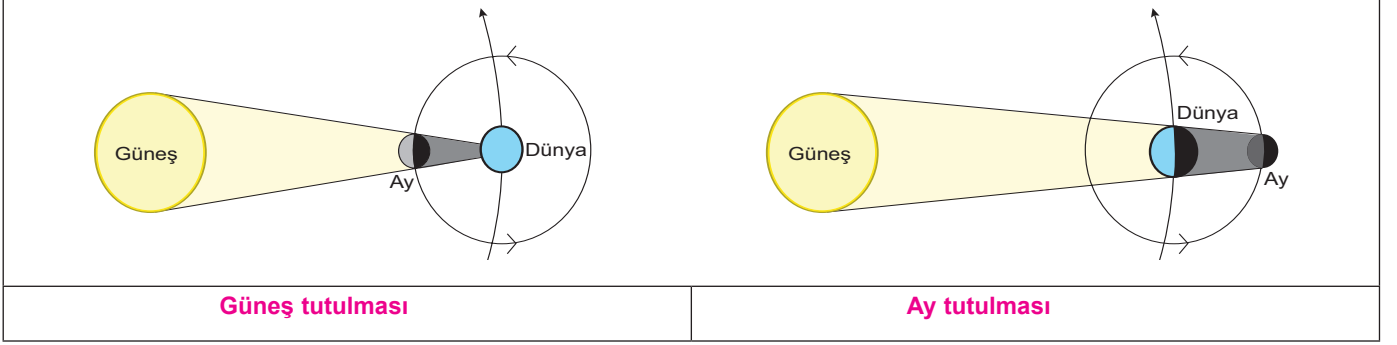 Güneş
Ay
Dünya
Güneş
Dünya
Ay
Güneş tutulması
Ay tutulması